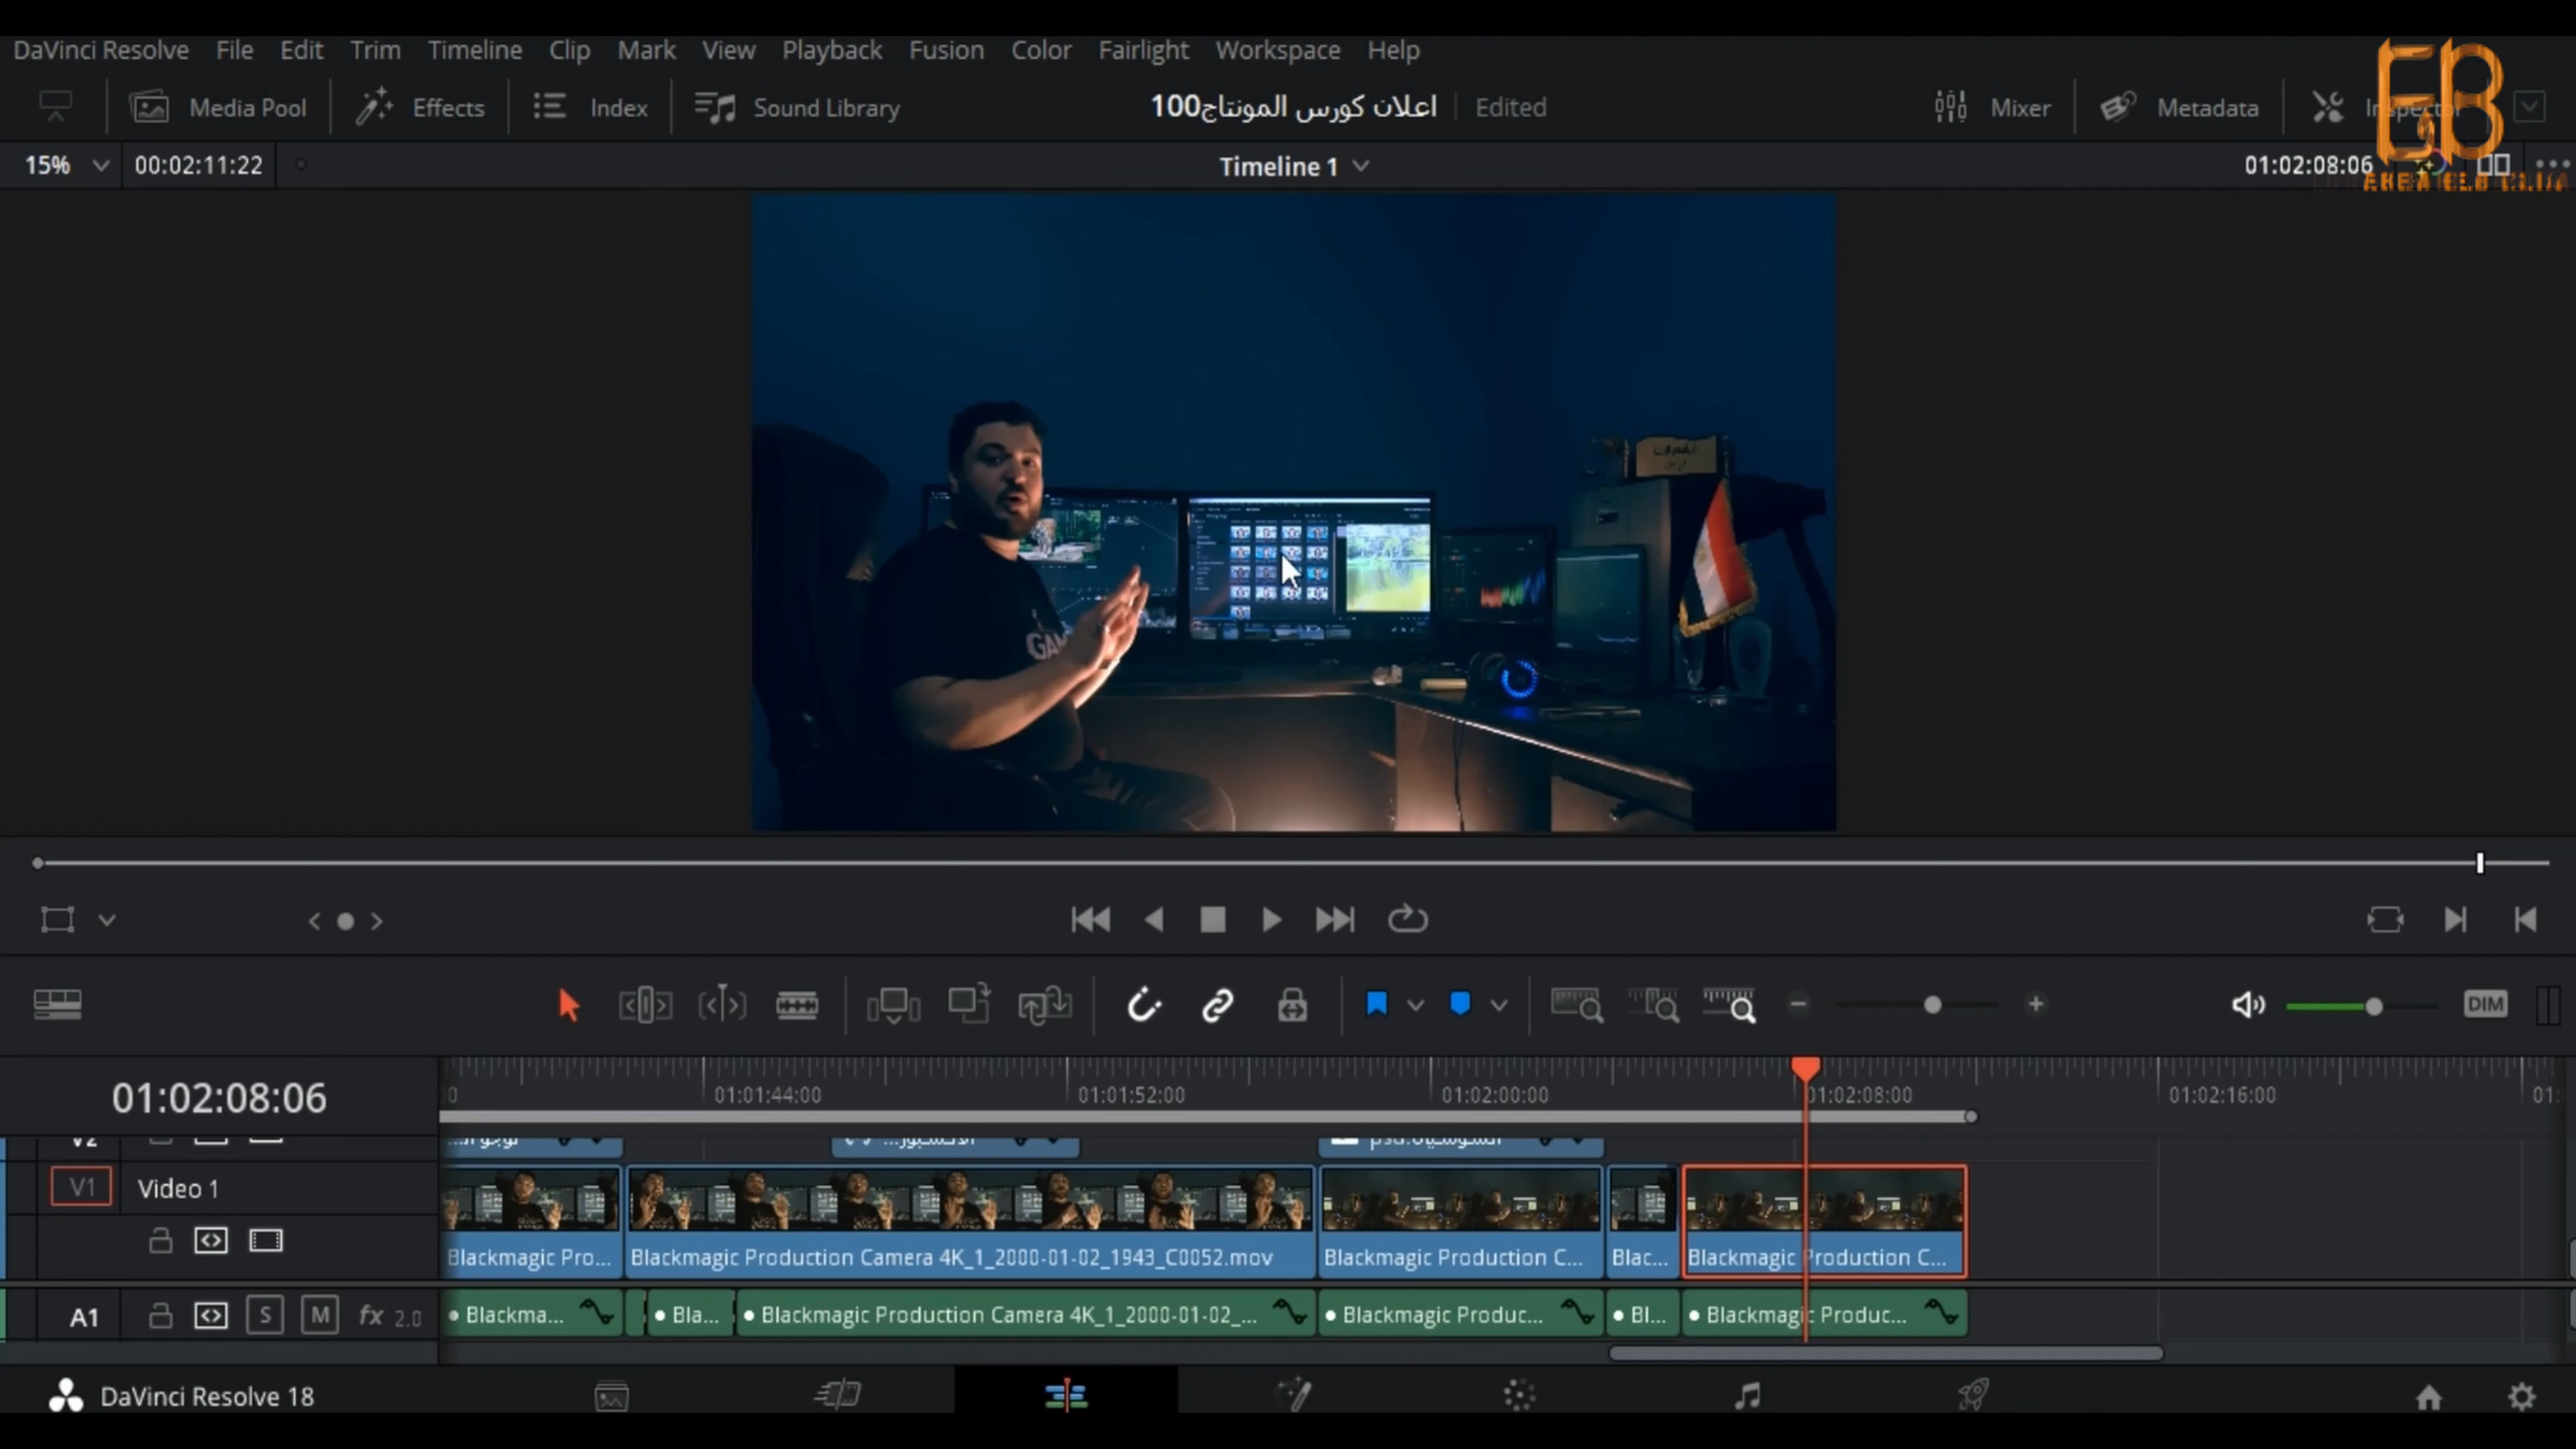 DaVinci Resolve File Edit Trim Timeline Clip Mark View Playback Fusion Color Fairlight Workspace Help
Media Pool Effects Index Sound Library اعلان كورس المونتاج100 Edited Mixer Metadata
15% 00:02:11:22 Timeline 1 01:02:08:06
DIM
01:02:08:06
01:01:44:00 01:01:52:00 01:02:00:00 01:02:08:00 01:02:16:00 01:
V2
V1 Video 1
Blackmagic Pro... Blackmagic Production Camera 4K_1_2000-01-02_1943_C0052.mov Blackmagic Production C... Blac... Blackmagic Production C...
A1 S M fx 2.0 Blackma... Bla... Blackmagic Production Camera 4K_1_2000-01-02_... Blackmagic Produc... Bl... Blackmagic Produc...
DaVinci Resolve 18